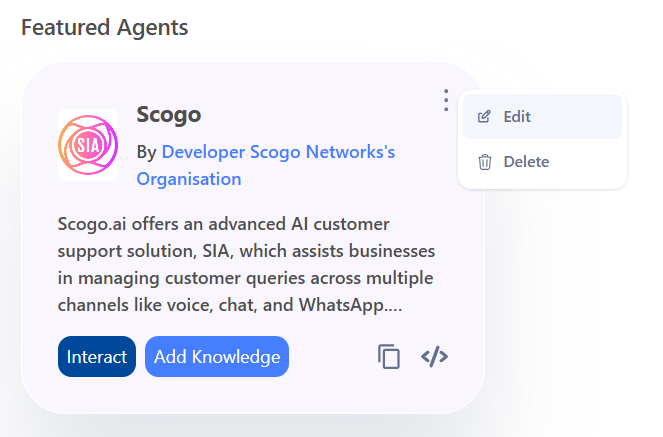 Featured Agents
Scogo
SIA
By Developer Scogo Networks's
Organisation
Scogo.ai offers an advanced AI customer
support solution, SIA, which assists businesses
in managing customer queries across multiple
channels like voice, chat, and WhatsApp....
Interact
Add Knowledge
Edit
Delete